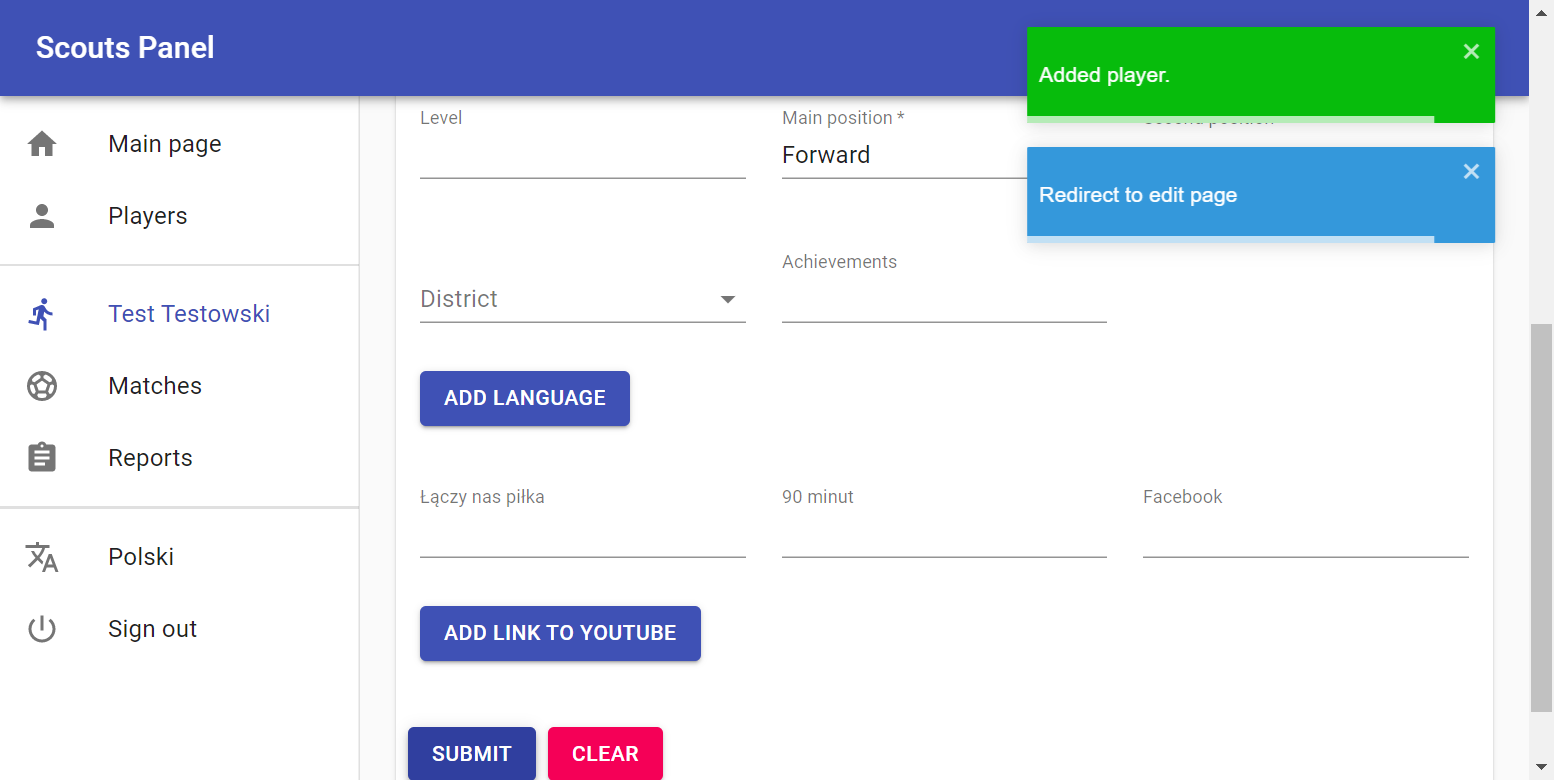 Scouts Panel
Added player.
Redirect to edit page
Main page
Players
Test Testowski
Matches
Reports
Polski
Sign out
Level
Main position *
Second position
Forward
District
Achievements
ADD LANGUAGE
Łączy nas piłka
90 minut
Facebook
ADD LINK TO YOUTUBE
SUBMIT
CLEAR